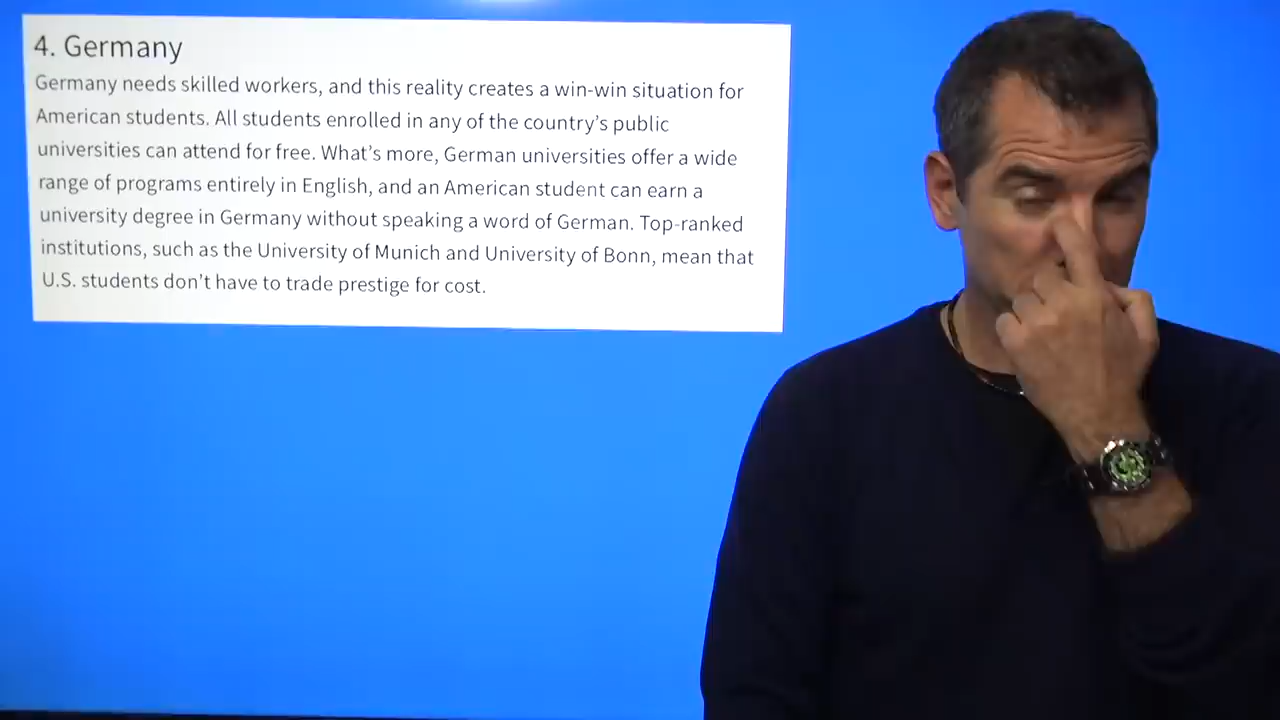 4. Germany
Germany needs skilled workers, and this reality creates a win-win situation for
American students. All students enrolled in any of the country’s public
universities can attend for free. What’s more, German universities offer a wide
range of programs entirely in English, and an American student can earn a
university degree in Germany without speaking a word of German. Top-ranked
institutions, such as the University of Munich and University of Bonn, mean that
U.S. students don’t have to trade prestige for cost.